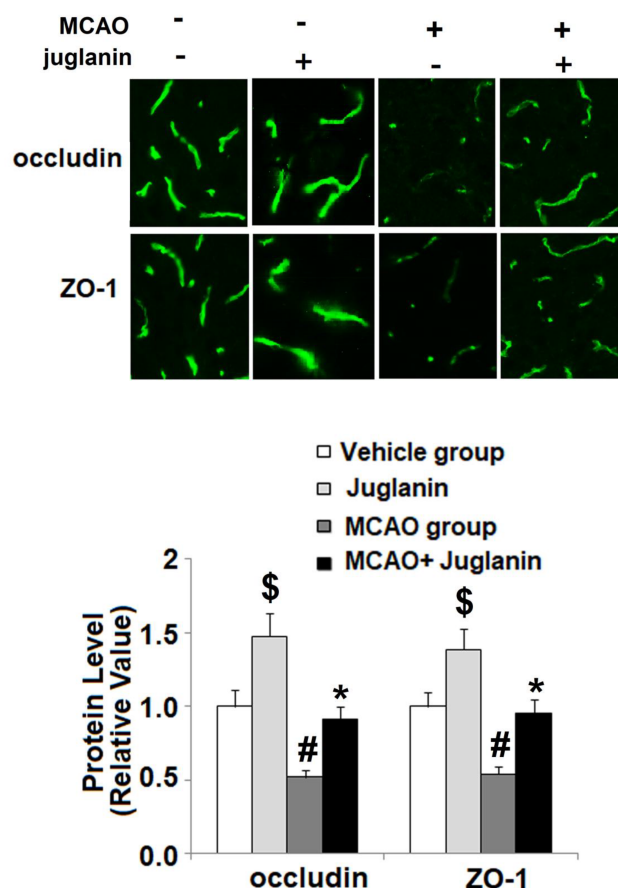 MCAO - - + +
juglanin - + - +
occludin
ZO-1
Vehicle group
Juglanin
MCAO group
MCAO+ Juglanin
Protein Level
(Relative Value)
2
1.5
1.0
0.5
0.0
$ # *
$ # *
occludin ZO-1